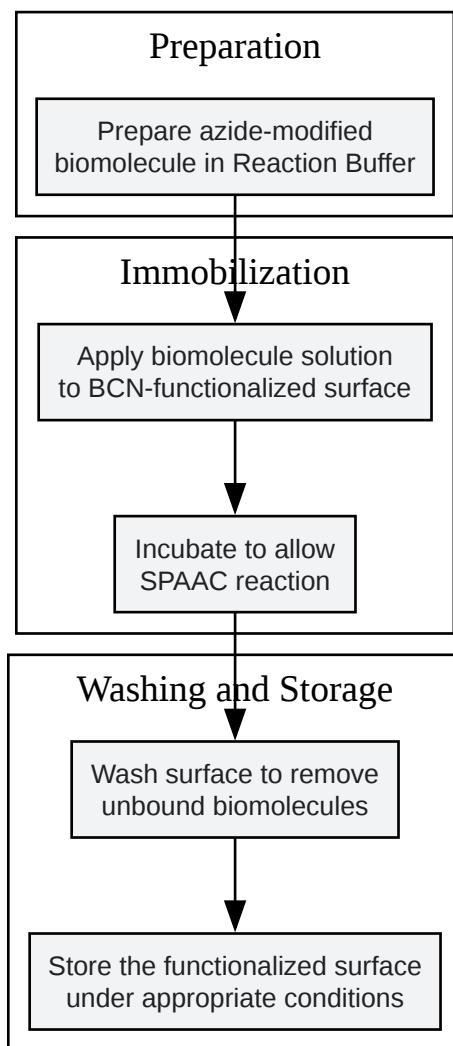 Preparation
Prepare azide-modified
biomolecule in Reaction Buffer
Immobilization
Apply biomolecule solution
to BCN-functionalized surface
Incubate to allow
SPAAC reaction
Washing and Storage
Wash surface to remove
unbound biomolecules
Store the functionalized surface
under appropriate conditions